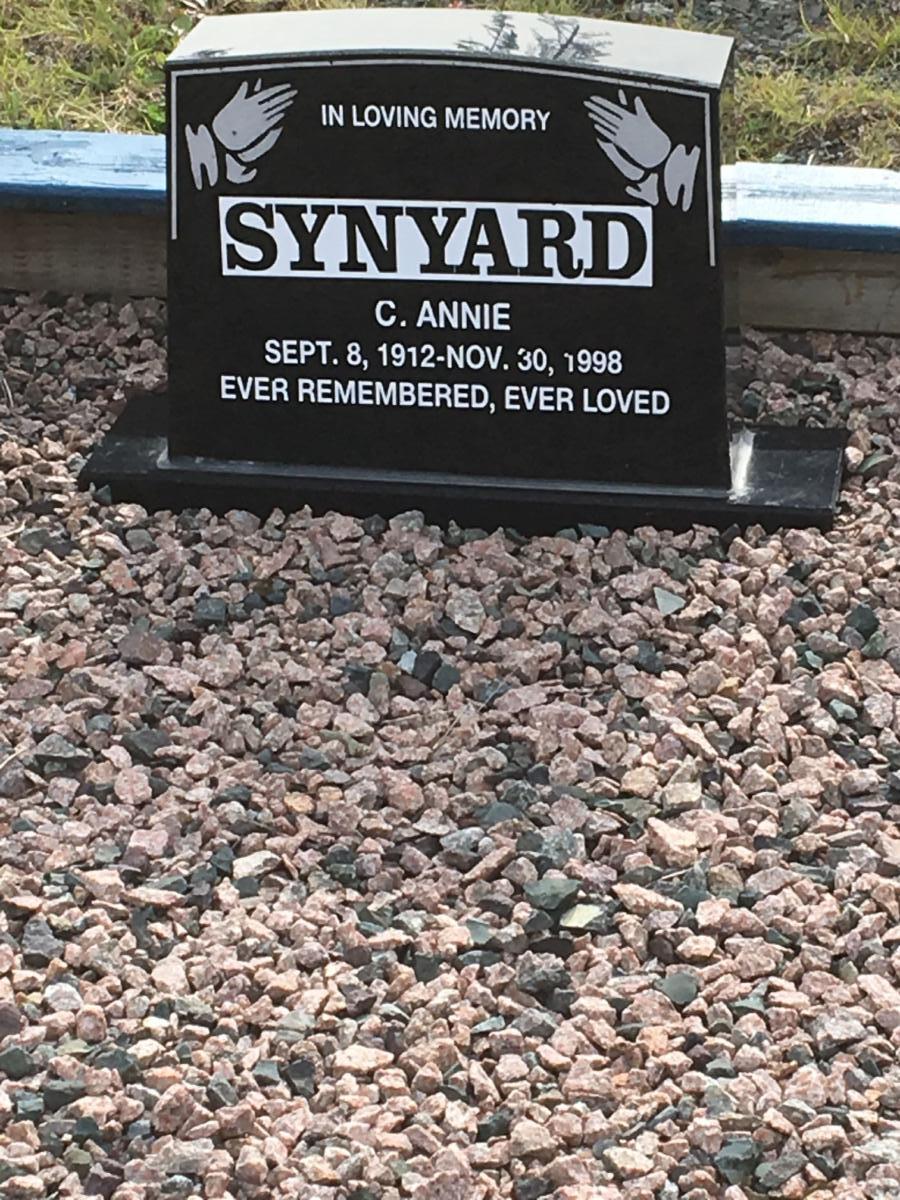 IN LOVING MEMORY
SYNYARD
C. ANNIE
SEPT. 8, 1912-NOV. 30, 1998
EVER REMEMBERED, EVER LOVED